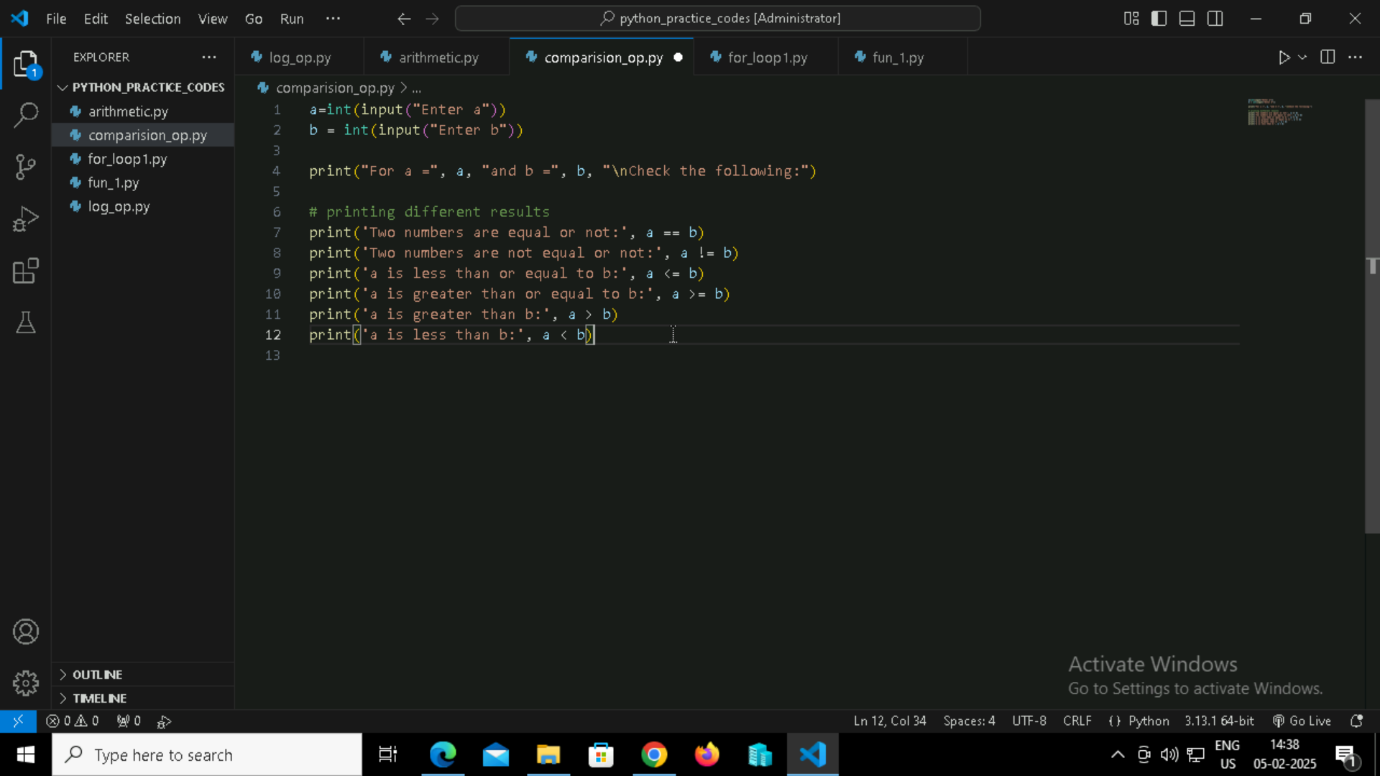 File Edit Selection View Go Run ··· python_practice_codes [Administrator]
EXPLORER ···
log_op.py arithmetic.py comparision_op.py for_loop1.py fun_1.py
PYTHON_PRACTICE_CODES
arithmetic.py
comparision_op.py
for_loop1.py
fun_1.py
log_op.py
OUTLINE
TIMELINE
1
comparision_op.py > ...
1 a=int(input("Enter a"))
2 b = int(input("Enter b"))
3
4 print("For a =", a, "and b =", b, "\nCheck the following:")
5
6 # printing different results
7 print('Two numbers are equal or not:', a == b)
8 print('Two numbers are not equal or not:', a != b)
9 print('a is less than or equal to b:', a <= b)
10 print('a is greater than or equal to b:', a >= b)
11 print('a is greater than b:', a > b)
12 print('a is less than b:', a < b)
13
Activate Windows
Go to Settings to activate Windows.
0 0 0 Ln 12, Col 34 Spaces: 4 UTF-8 CRLF {} Python 3.13.1 64-bit Go Live
Type here to search
ENG
US
14:38
05-02-2025
1